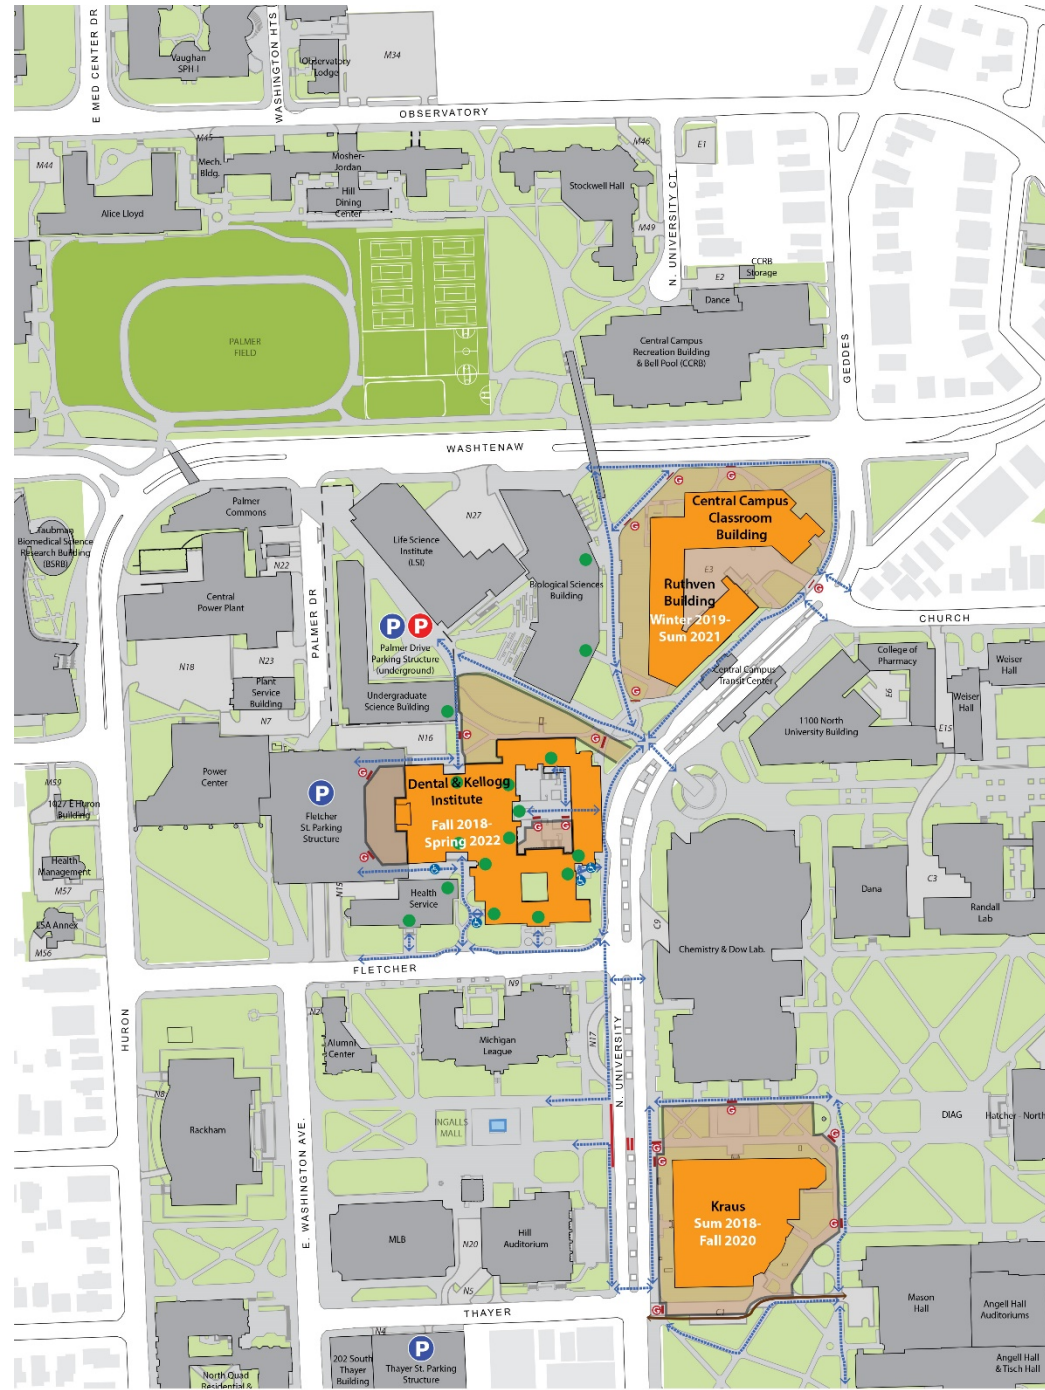 E MED CENTER DR
WASHINGTON HTS
Vaughan
SPH I
Observatory
Lodge
M34
OBSERVATORY
M44
M45
Mech.
Bldg.
Mosher-
Jordan
Hill
Dining
Center
Alice Lloyd
Stockwell Hall
M46
E1
M49
N. UNIVERSITY CT.
E2
CCRB
Storage
Dance
Central Campus
Recreation Building
& Bell Pool (CCRB)
PALMER
FIELD
GEDDES
WASHTENAW
Palmer
Commons
N27
Life Science
Institute
(LSI)
Taubman
Biomedical Science
Research Building
(BSRB)
N22
Central
Power Plant
PALMER DR
Biological Sciences
Building
G
G
Central Campus
Classroom
Building
E3
Ruthven
Building
Winter 2019-
Sum 2021
G
G
CHURCH
P
P
Palmer Drive
Parking Structure
(underground)
N18
N23
Plant
Service
Building
N7
Undergraduate
Science Building
N16
Central Campus
Transit Center
College of
Pharmacy
E6
Weiser
Hall
Weiser
Hall
E15
1100 North
University Building
M59
1027 E Huron
Building
Health
Management
M57
ESA Annex
M56
Power
Center
P
Fletcher
St. Parking
Structure
G
G
G
G
Dental & Kellogg
Institute
Fall 2018-
Spring 2022
G
G
N15
Health
Service
C9
Chemistry & Dow Lab.
Dana
C3
Randall
Lab
FLETCHER
HURON
N2
N9
Alumni
Center
Michigan
League
N17
N. UNIVERSITY
N8
Rackham
E. WASHINGTON AVE.
INGALLS
MALL
DIAG
Hatcher - North
G
G
G
G
G
G
Kraus
Sum 2018-
Fall 2020
C1
MLB
N20
Hill
Auditorium
N5
THAYER
Mason
Hall
Angell Hall
Auditoriums
Angell Hall
& Tisch Hall
N4
P
202 South
Thayer
Building
Thayer St. Parking
Structure
North Quad
Residential &